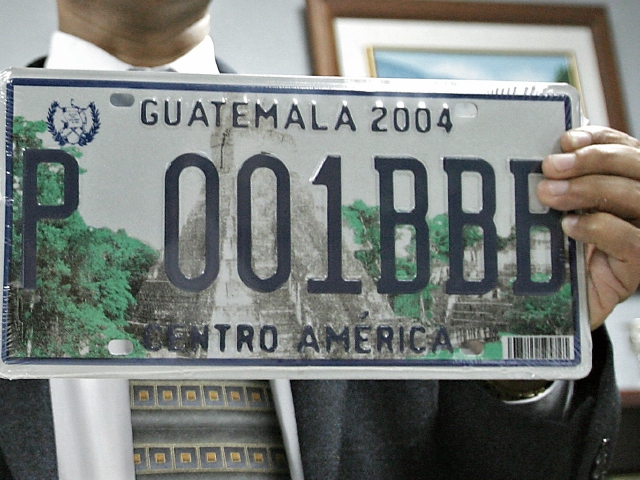 GUATEMALA 2004
P 001BBB
CENTRO AMÉRICA